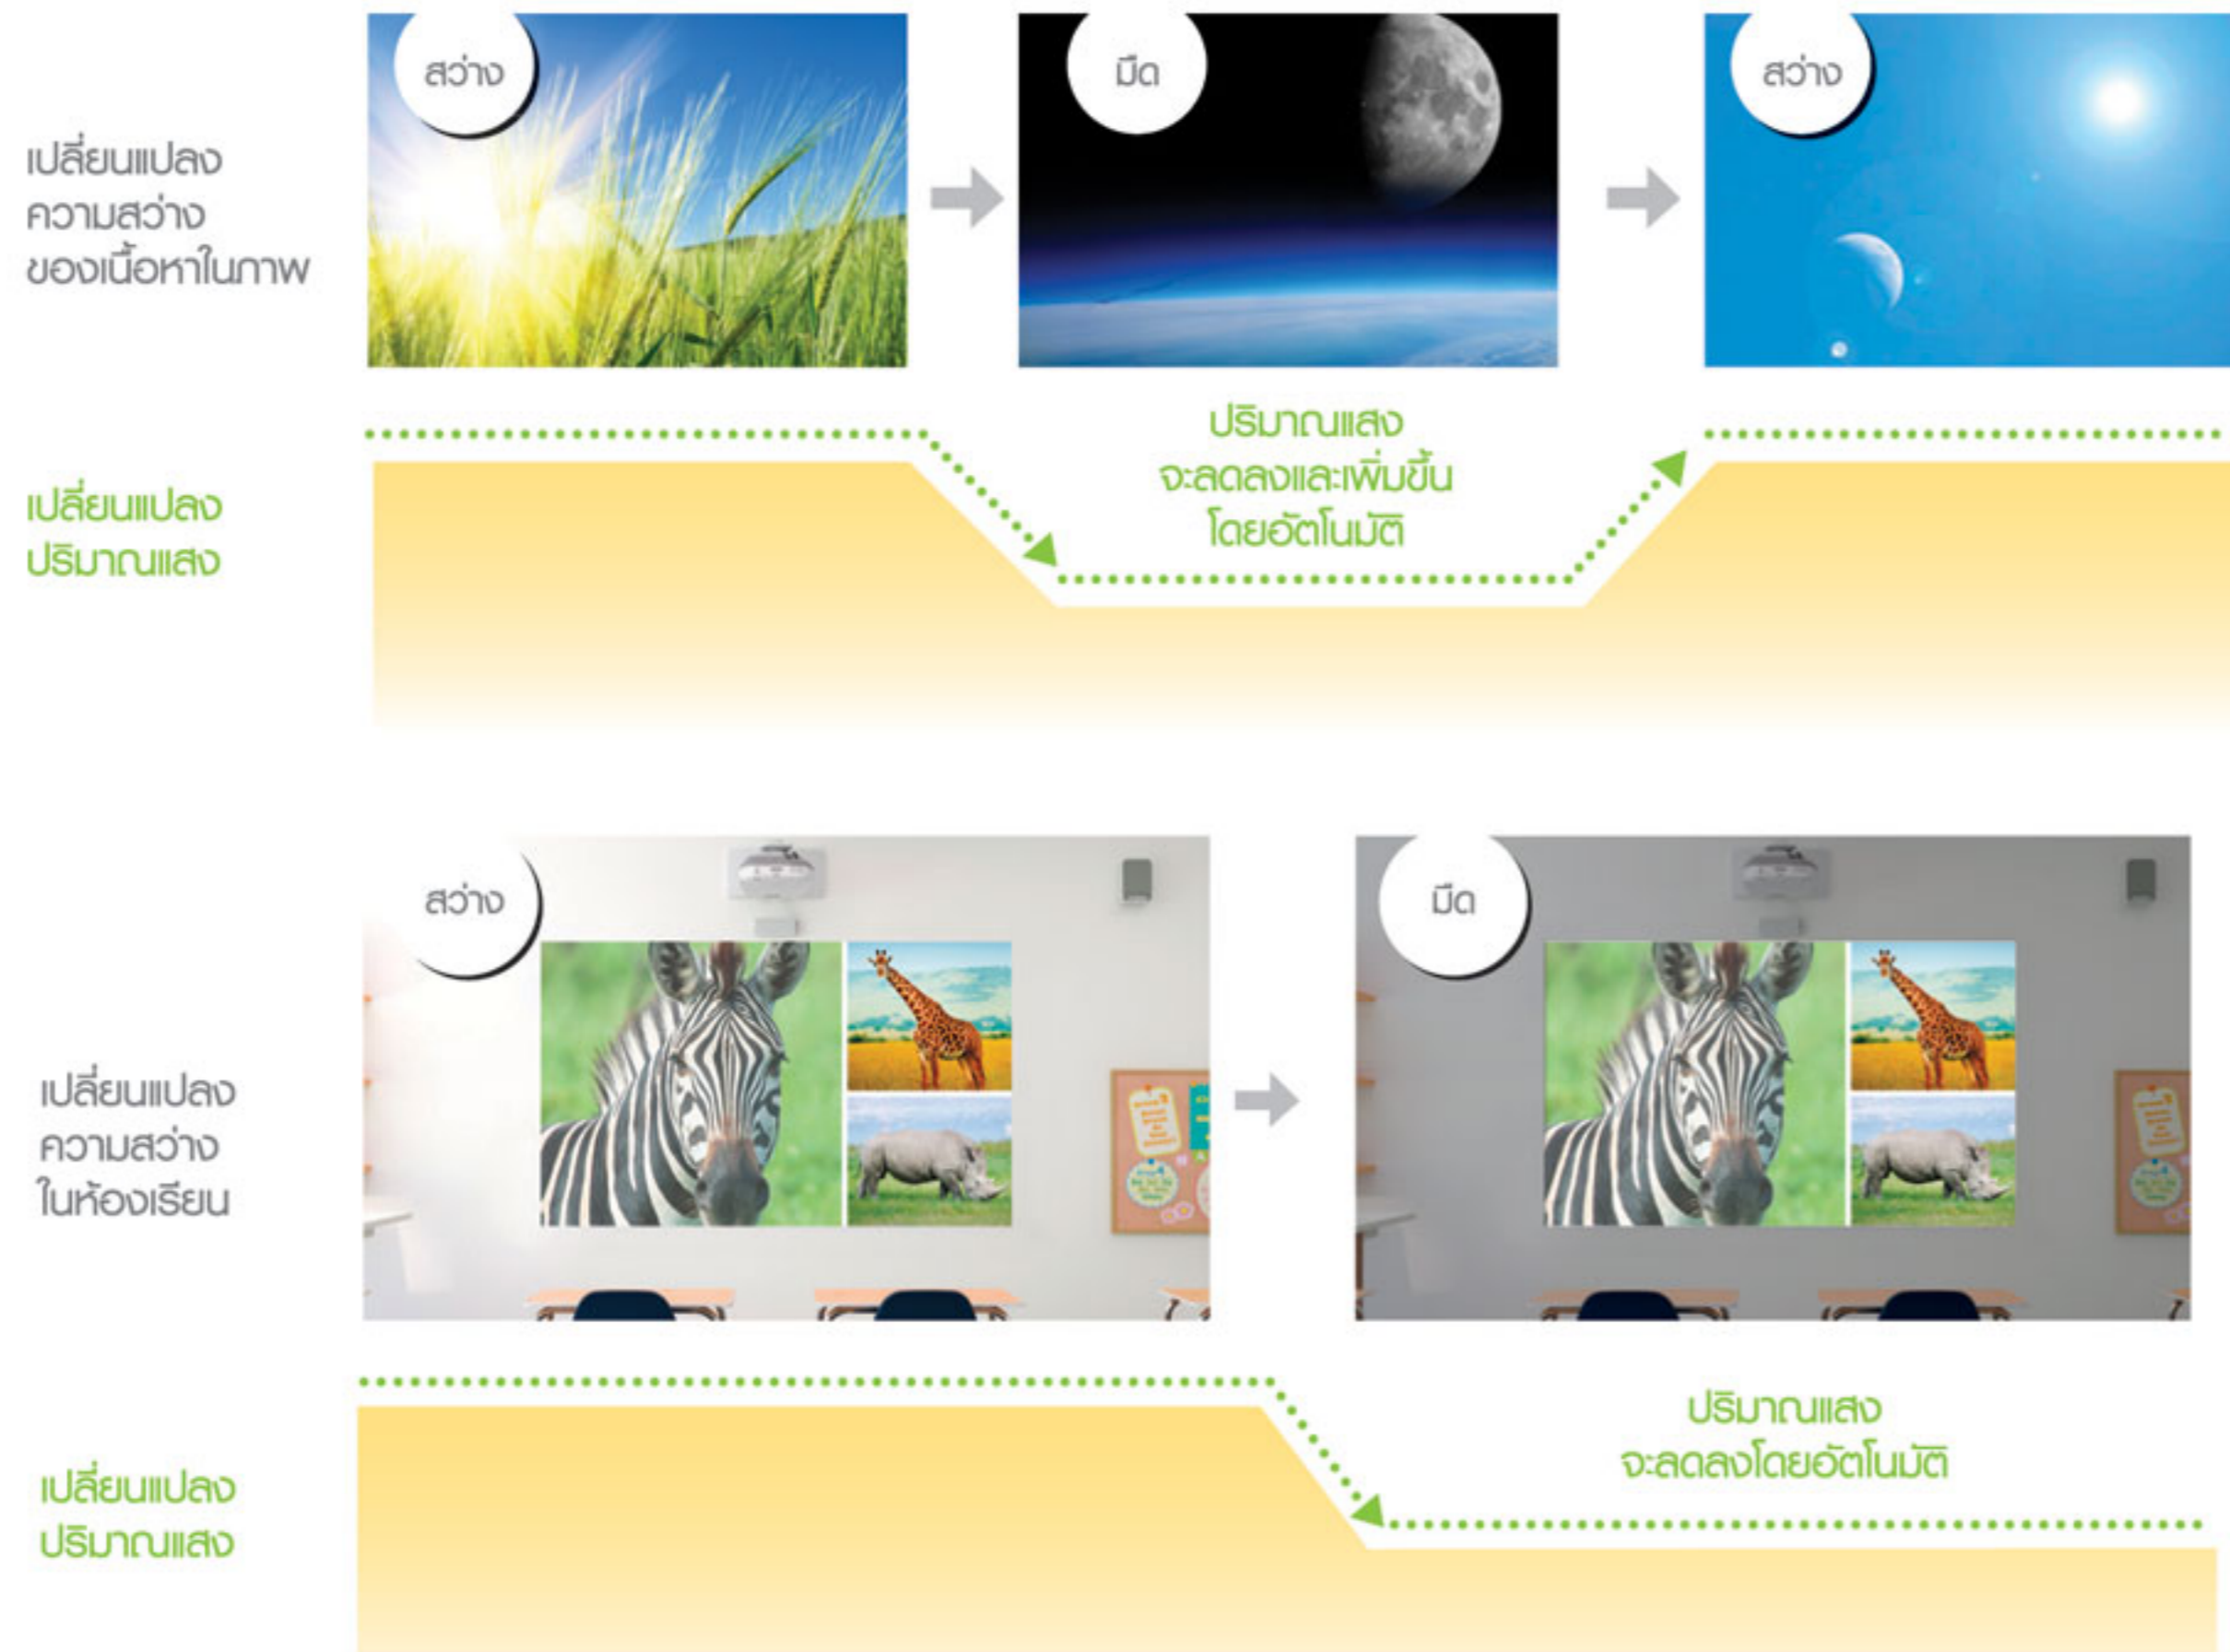 สว่าง
มืด
สว่าง
เปลี่ยนแปลง
ความสว่าง
ของเนื้อหาในภาพ
ปริมาณแสง
จะลดลงและเพิ่มขึ้น
โดยอัตโนมัติ
เปลี่ยนแปลง
ปริมาณแสง
สว่าง
มืด
เปลี่ยนแปลง
ความสว่าง
ในห้องเรียน
ปริมาณแสง
จะลดลงโดยอัตโนมัติ
เปลี่ยนแปลง
ปริมาณแสง